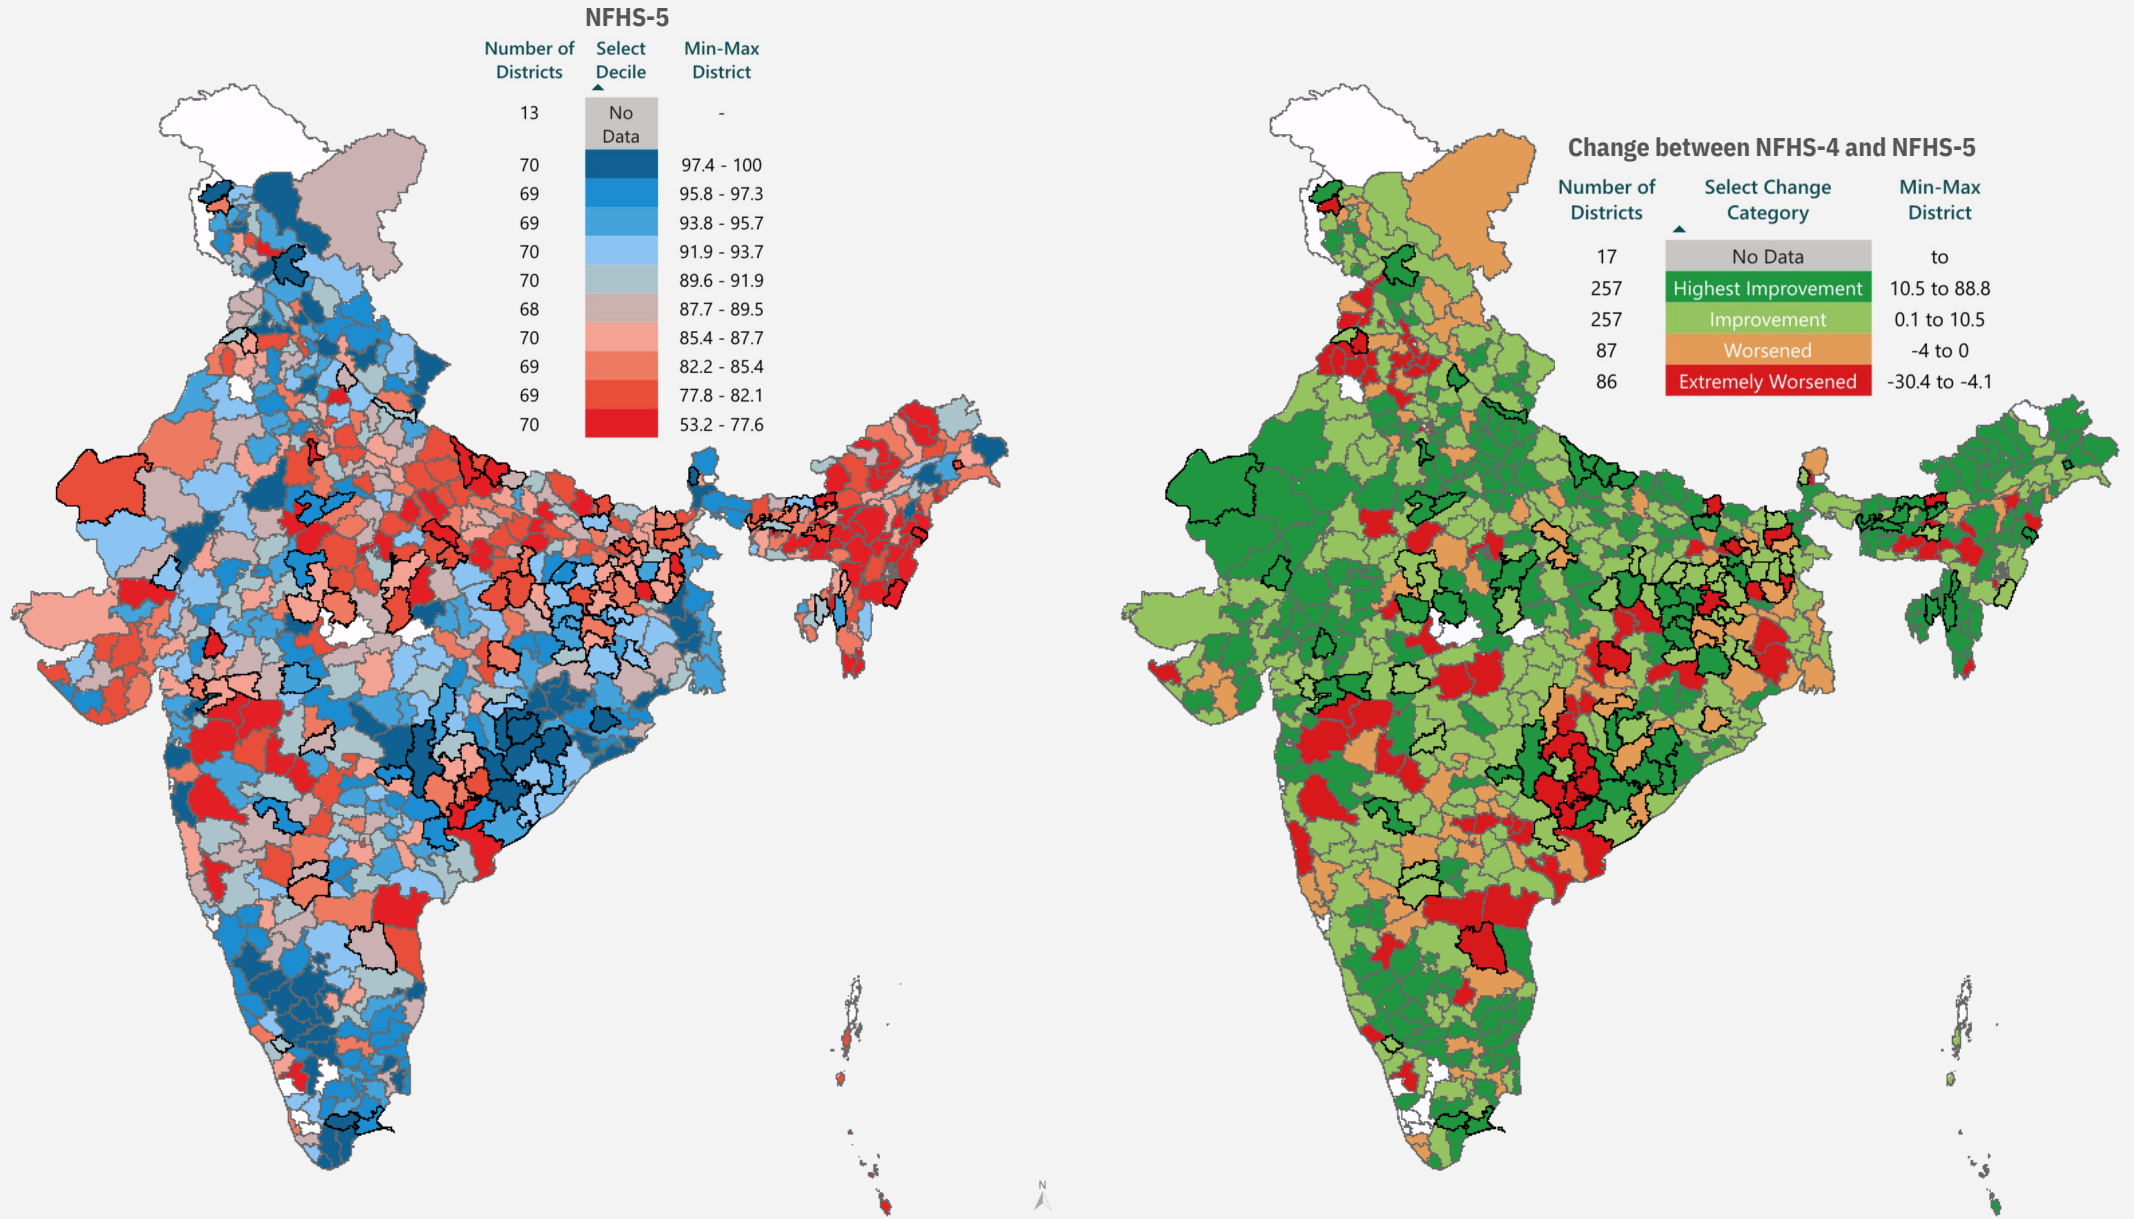 NFHS-5
Number of Districts Select Decile Min-Max District
13 No Data -
70 97.4 - 100
69 95.8 - 97.3
69 93.8 - 95.7
70 91.9 - 93.7
70 89.6 - 91.9
68 87.7 - 89.5
70 85.4 - 87.7
69 82.2 - 85.4
69 77.8 - 82.1
70 53.2 - 77.6
Change between NFHS-4 and NFHS-5
Number of Districts Select Change Category Min-Max District
17 No Data to
257 Highest Improvement 10.5 to 88.8
257 Improvement 0.1 to 10.5
87 Worsened -4 to 0
86 Extremely Worsened -30.4 to -4.1
N